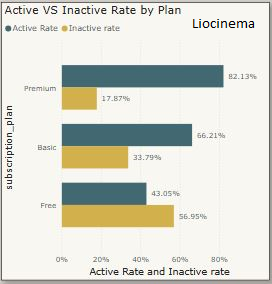 Active VS Inactive Rate by Plan
Liocinema
Active Rate Inactive rate
subscription_plan
Premium
82.13%
17.87%
Basic
66.21%
33.79%
Free
43.05%
56.95%
0% 20% 40% 60% 80%
Active Rate and Inactive rate